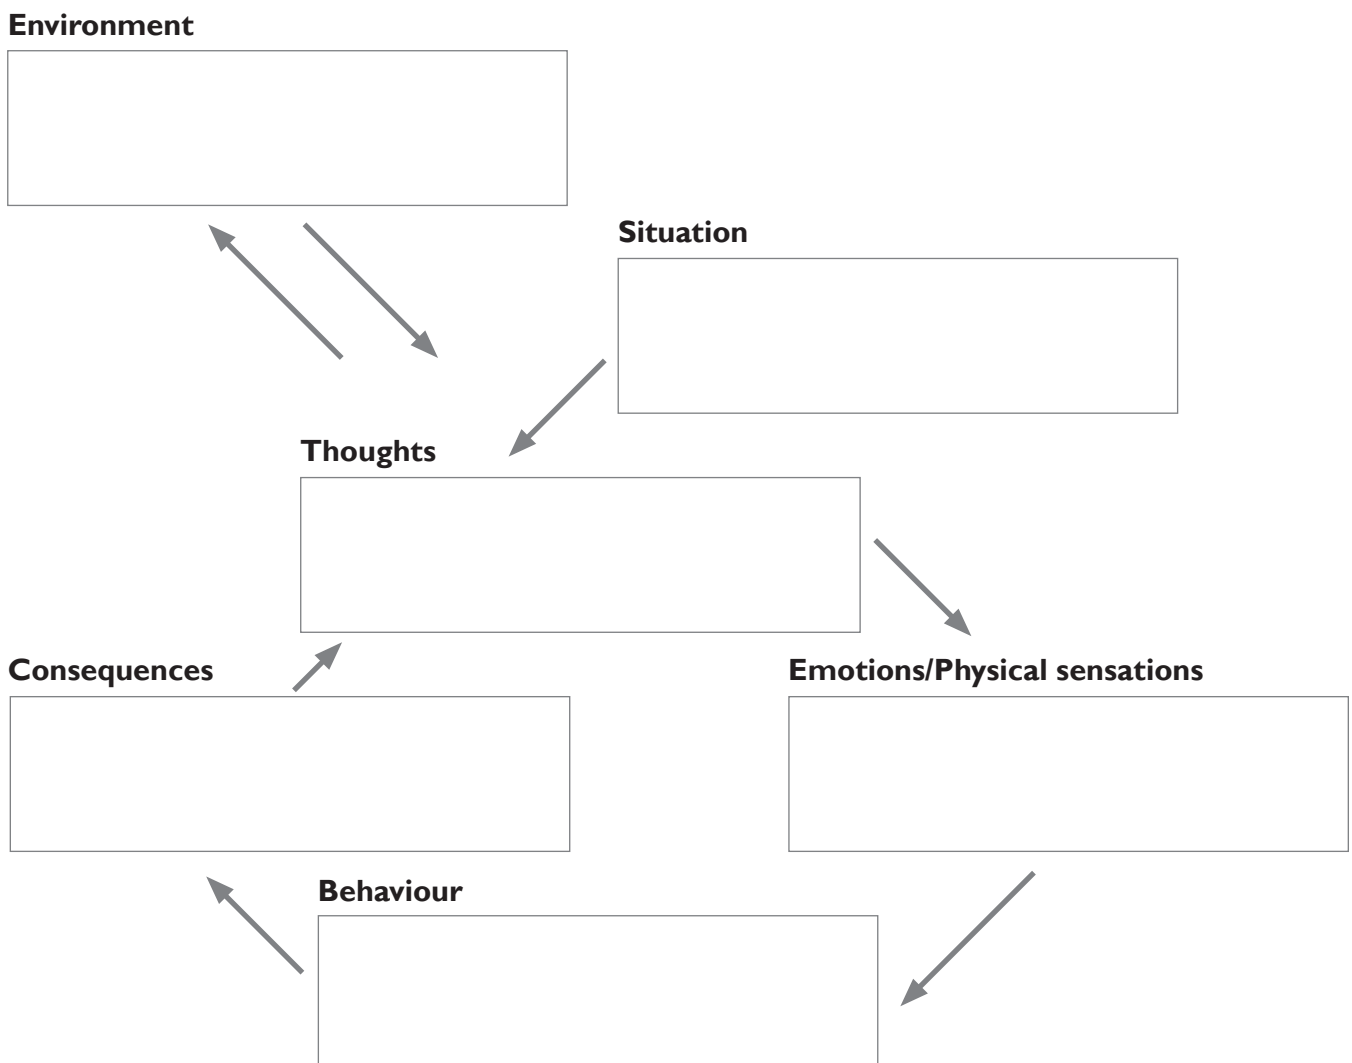 Environment
Situation
Thoughts
Consequences
Emotions/Physical sensations
Behaviour